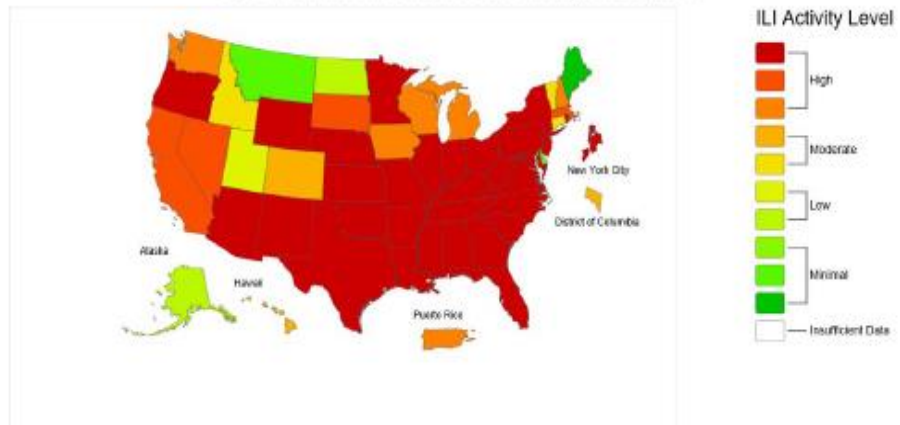 ILI Activity Level
High
Moderate
Low
Minimal
Insufficient Data
New York City
District of Columbia
Alaska
Hawaii
Puerto Rico